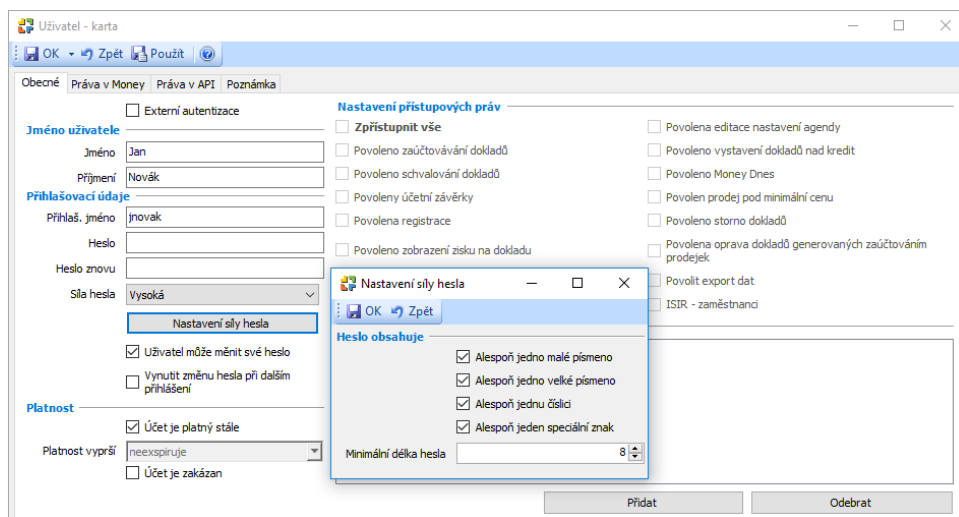 Uživatel - karta
OK Zpět Použít
Obecné Práva v Money Práva v API Poznámka
Externí autentizace
Jméno uživatele
Jméno Jan
Příjmení Novák
Přihlašovací údaje
Přihlaš. jméno jnovak
Heslo
Heslo znovu
Síla hesla Vysoká
Nastavení síly hesla
Uživatel může měnit své heslo
Vynutit změnu hesla při dalším
přihlášení
Platnost
Účet je platný stále
Platnost vyprší neexspiruje
Účet je zakázán
Nastavení přístupových práv
Zpřístupnit vše
Povoleno zaúčtovávání dokladů
Povoleno schvalování dokladů
Povoleny účetní závěrky
Povolena registrace
Povoleno zobrazení zisku na dokladu
Povolena editace nastavení agendy
Povoleno vystavení dokladů nad kredit
Povoleno Money Dnes
Povolen prodej pod minimální cenu
Povoleno storno dokladů
Povolena oprava dokladů generovaných zaúčtováním
prodejek
Povolit export dat
ISIR - zaměstnanci
Nastavení síly hesla
OK Zpět
Heslo obsahuje
Alespoň jedno malé písmeno
Alespoň jedno velké písmeno
Alespoň jednu číslici
Alespoň jeden speciální znak
Minimální délka hesla 8
Přidat Odebrat